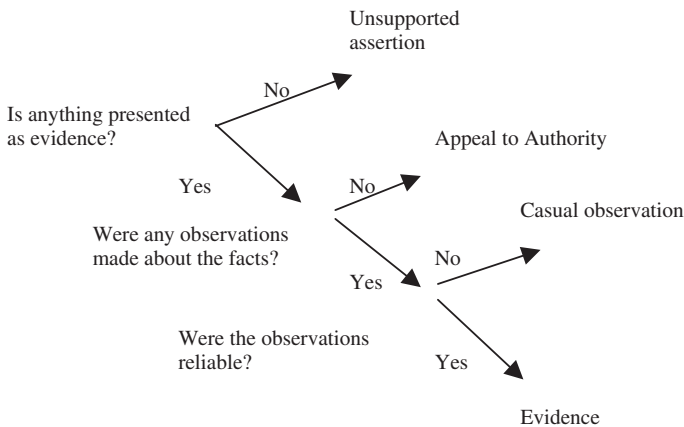 Unsupported
assertion
No
Is anything presented
as evidence?
Appeal to Authority
Yes
No
Casual observation
Were any observations
made about the facts?
No
Yes
Were the observations
reliable?
Yes
Evidence